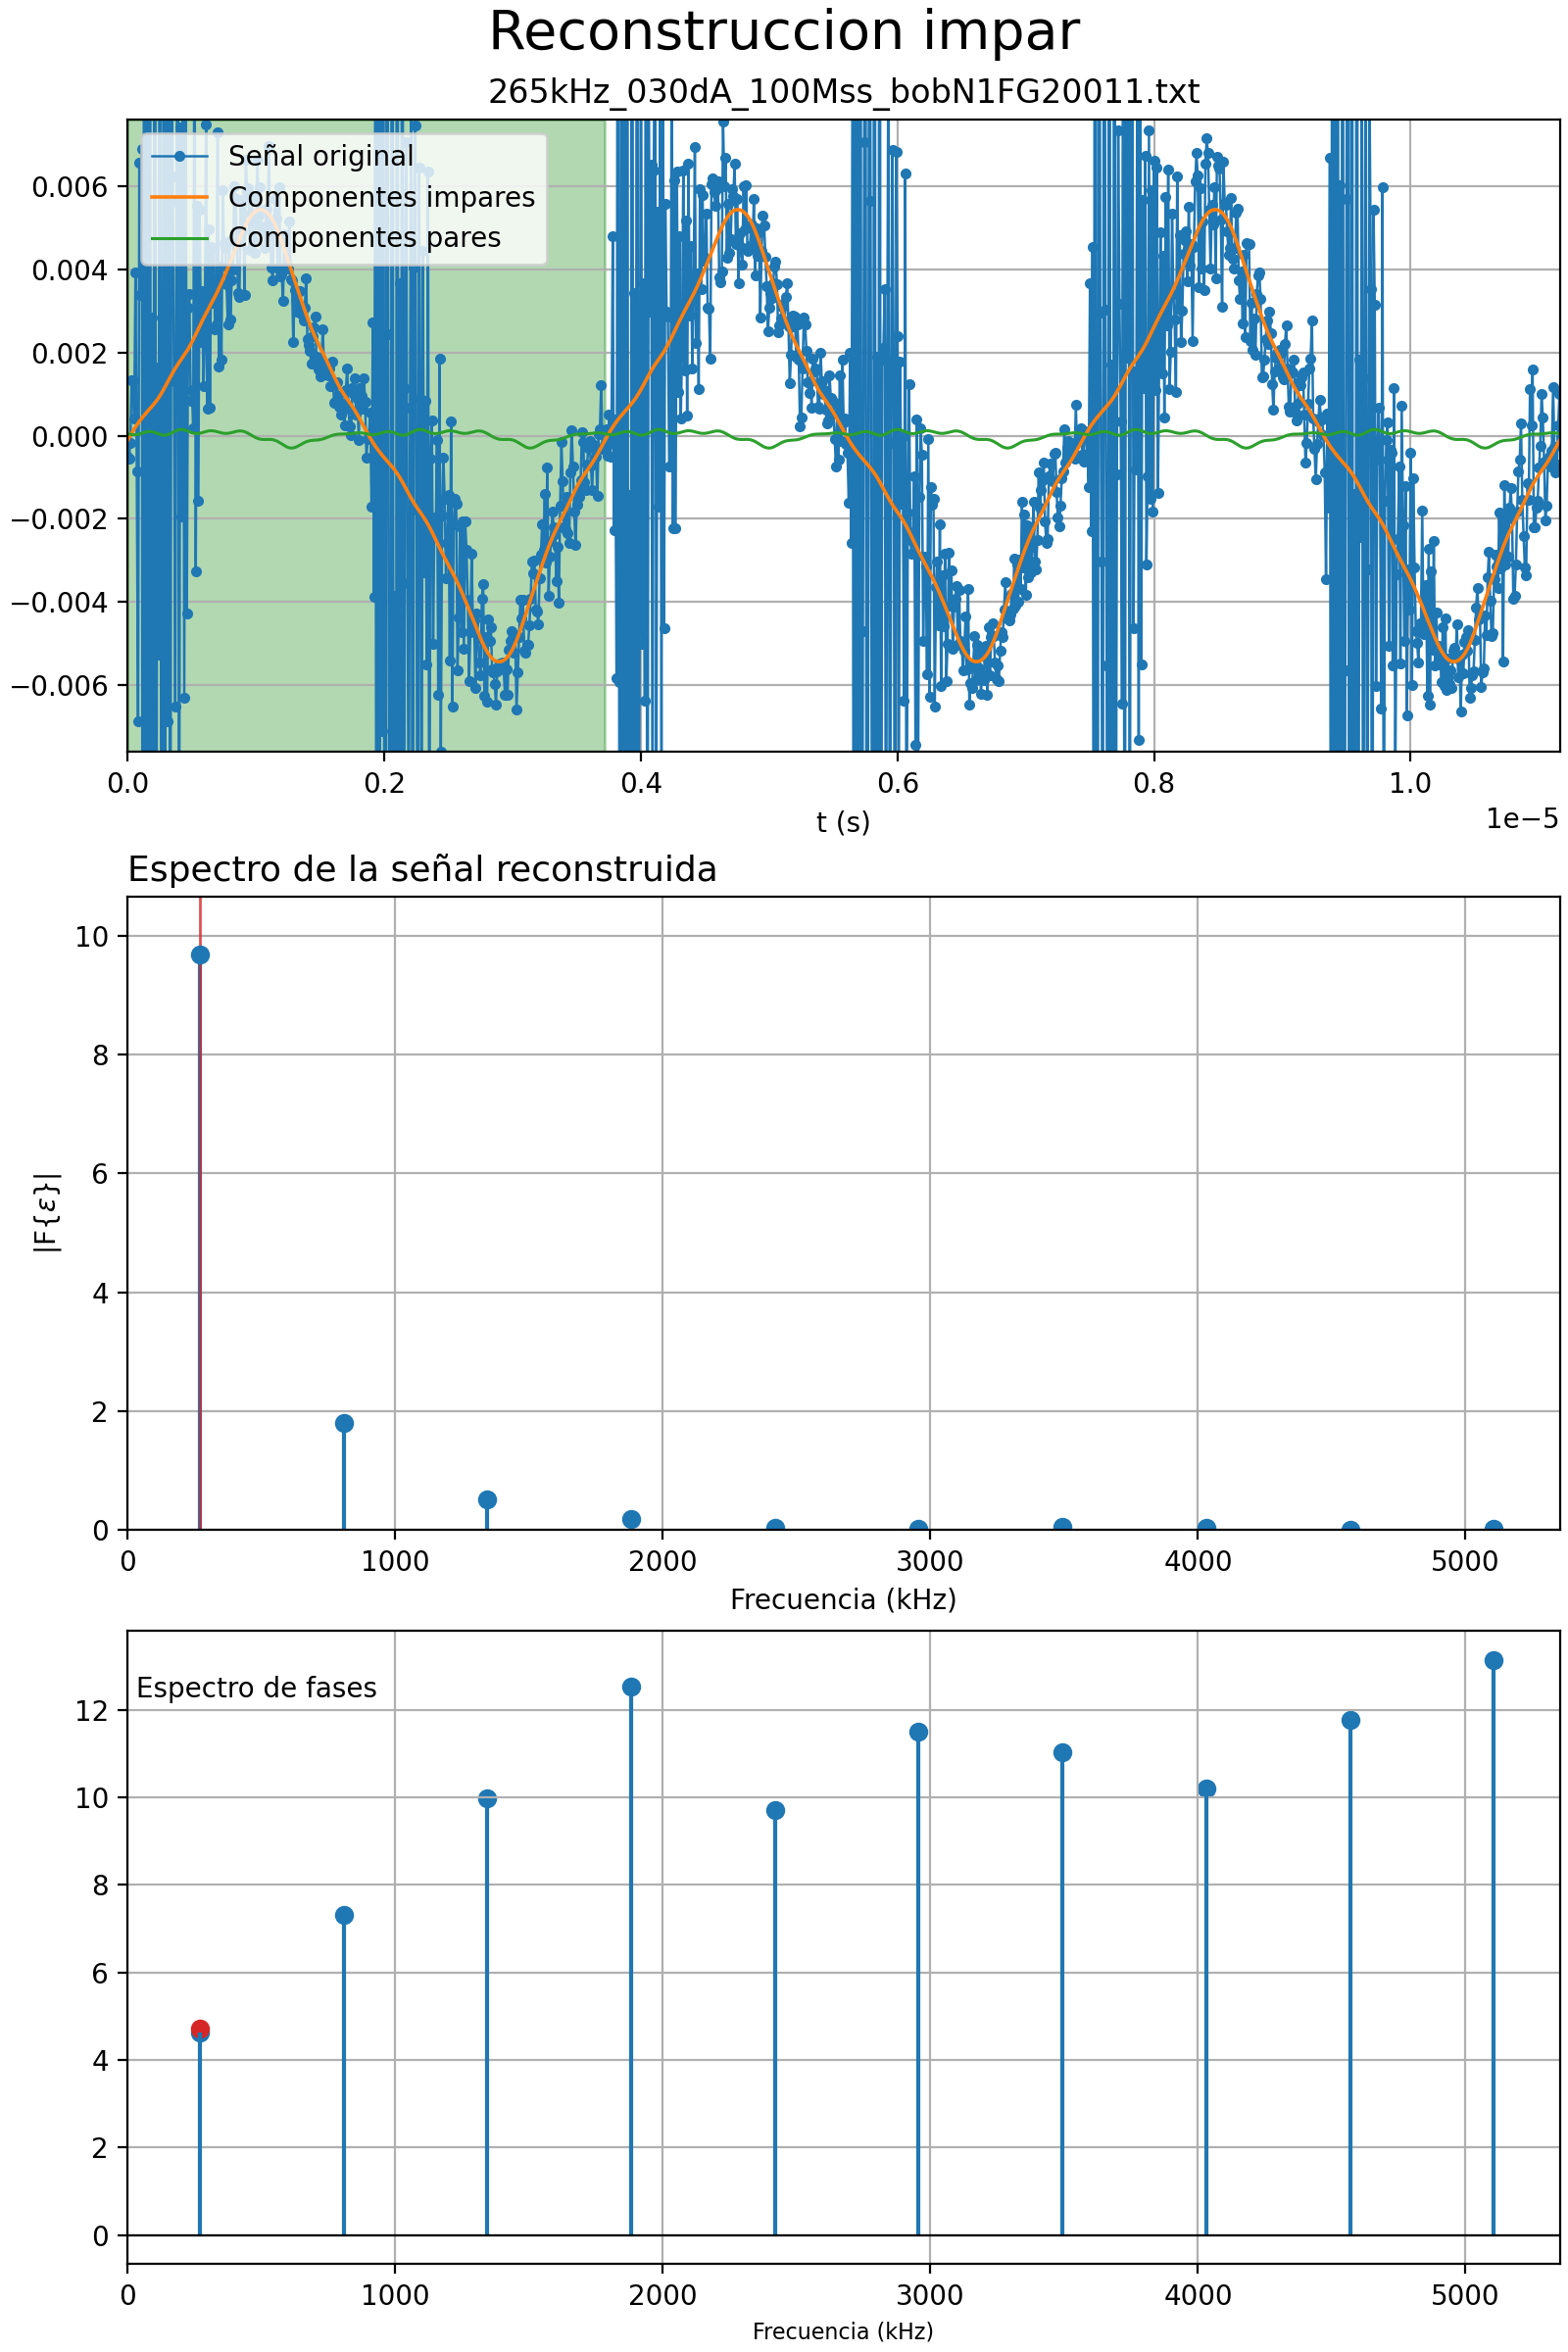 Reconstruccion impar
265kHz_030dA_100Mss_bobN1FG20011.txt
Señal original
Componentes impares
Componentes pares
0.006
0.004
0.002
0.000
−0.002
−0.004
−0.006
0.0 0.2 0.4 0.6 0.8 1.0
1e−5
t (s)
Espectro de la señal reconstruida
10
8
6
4
2
0
|F{ε}|
0 1000 2000 3000 4000 5000
Frecuencia (kHz)
Espectro de fases
12
10
8
6
4
2
0
0 1000 2000 3000 4000 5000
Frecuencia (kHz)